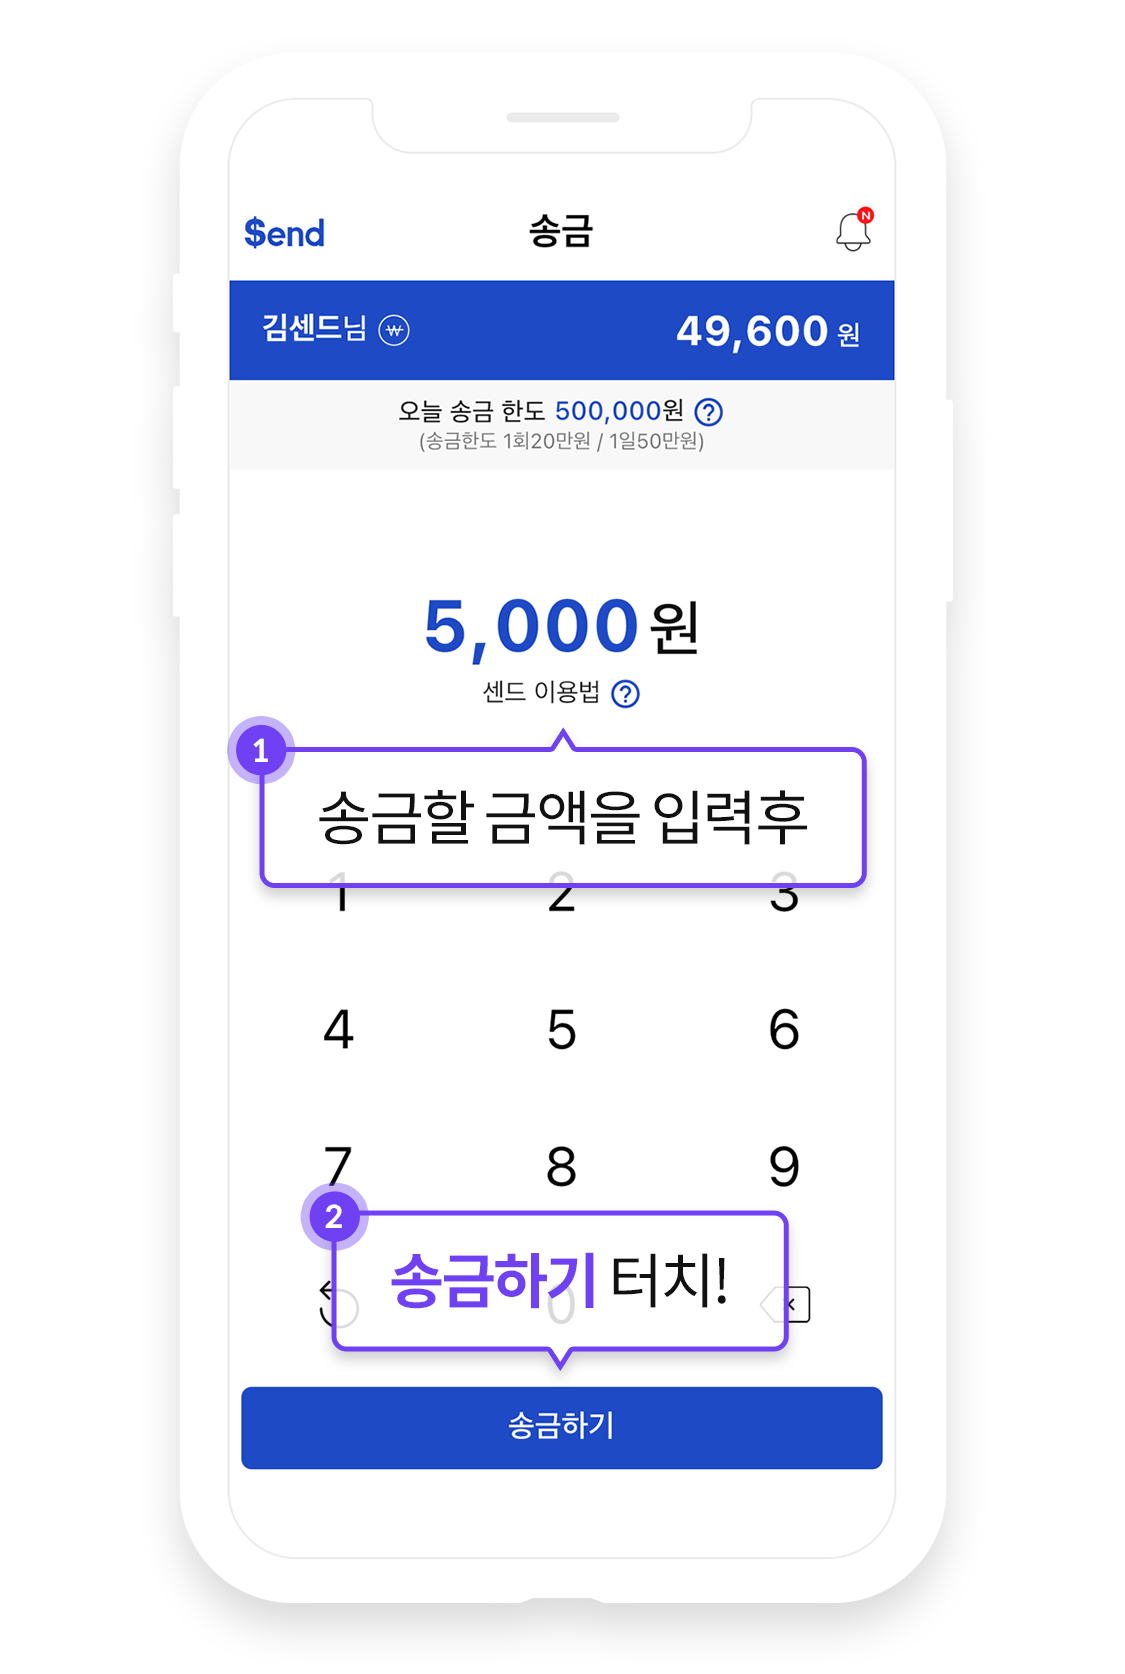 $end
송금
N
김센드님 ₩
49,600 원
오늘 송금 한도 500,000원 ?
(송금한도 1회20만원 / 1일50만원)
5,000 원
센드 이용법 ?
1
송금할 금액을 입력후
1 2 3
4 5 6
7 8 9
2
송금하기 터치!
0
송금하기